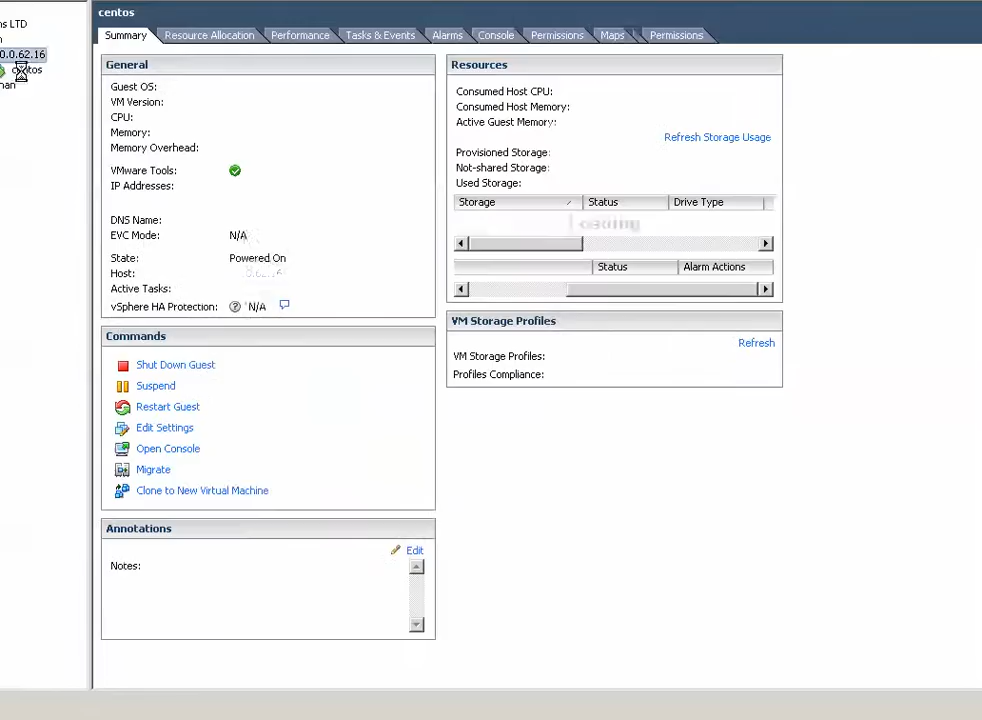 ns LTD
n
0.0.62.16
centos
nan
centos
Summary
Resource Allocation
Performance
Tasks & Events
Alarms
Console
Permissions
Maps
Permissions
General
Guest OS:
VM Version:
CPU:
Memory:
Memory Overhead:
VMware Tools:
IP Addresses:
DNS Name:
EVC Mode: N/A
State: Powered On
Host:
Active Tasks:
vSphere HA Protection: N/A
Commands
Shut Down Guest
Suspend
Restart Guest
Edit Settings
Open Console
Migrate
Clone to New Virtual Machine
Annotations
Edit
Notes:
Resources
Consumed Host CPU:
Consumed Host Memory:
Active Guest Memory:
Refresh Storage Usage
Provisioned Storage:
Not-shared Storage:
Used Storage:
Storage Status Drive Type
Loading
Status Alarm Actions
VM Storage Profiles
Refresh
VM Storage Profiles:
Profiles Compliance: